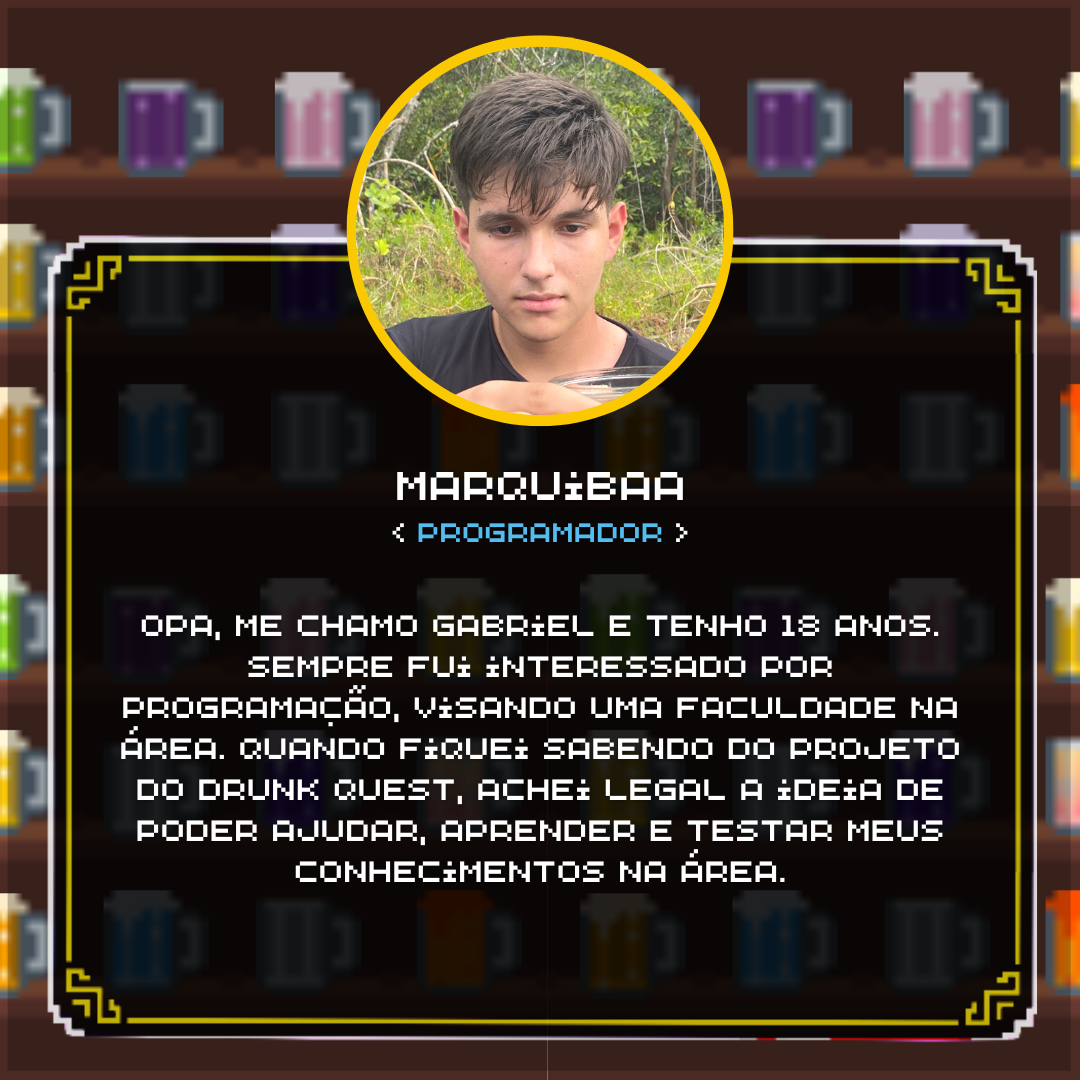 MARQUIBAA
< PROGRAMADOR >
OPA, ME CHAMO GABRIEL E TENHO 18 ANOS.
SEMPRE FUI INTERESSADO POR
PROGRAMAÇÃO, VISANDO UMA FACULDADE NA
ÁREA. QUANDO FIQUEI SABENDO DO PROJETO
DO DRUNK QUEST, ACHEI LEGAL A IDEIA DE
PODER AJUDAR, APRENDER E TESTAR MEUS
CONHECIMENTOS NA ÁREA.